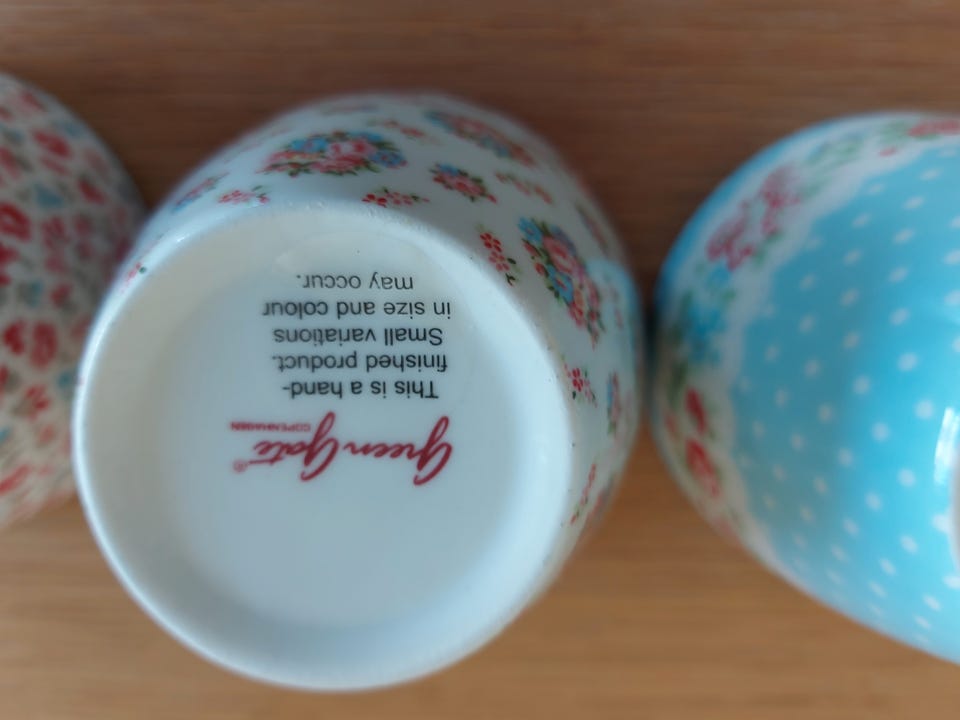 GreenGate®
COPENHAGEN
This is a hand-
finished product.
Small variations
in size and colour
may occur.